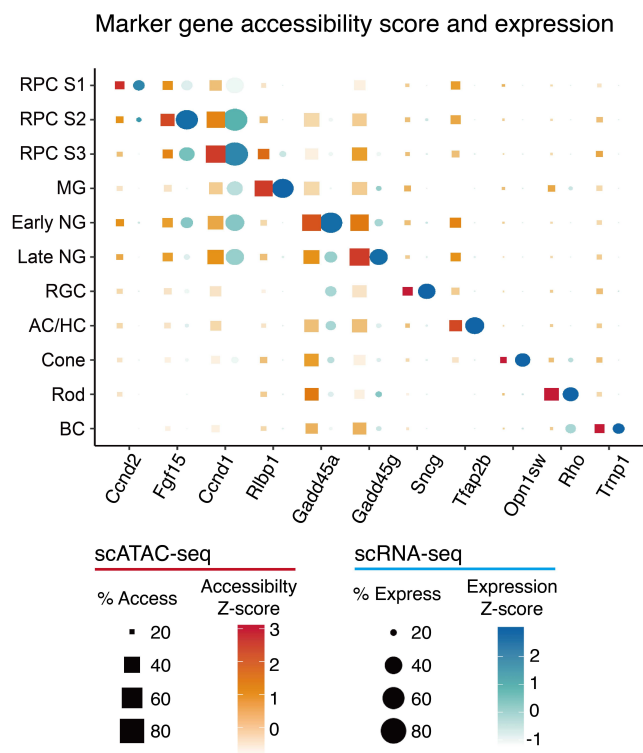 Marker gene accessibility score and expression
RPC S1
RPC S2
RPC S3
MG
Early NG
Late NG
RGC
AC/HC
Cone
Rod
BC
Ccnd2
Fgf15
Ccnd1
Rlbp1
Gadd45a
Gadd45g
Sncg
Tfap2b
Opn1sw
Rho
Trnp1
scATAC-seq
% Access
20
40
60
80
Accessibilty
Z-score
3
2
1
0
scRNA-seq
% Express
20
40
60
80
Expression
Z-score
2
1
0
-1